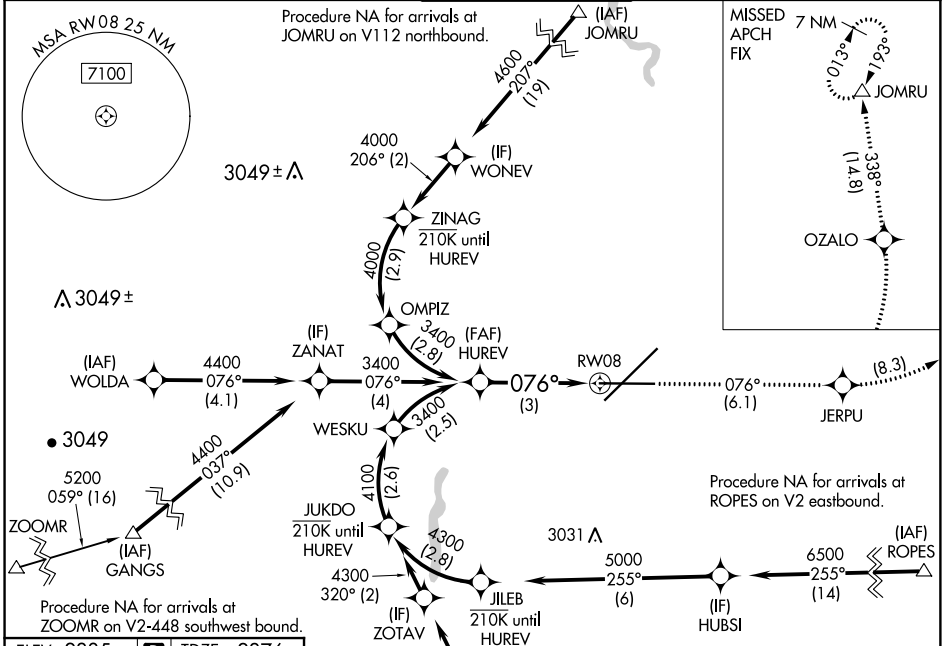 MSA RW08 25 NM
7100
Procedure NA for arrivals at
JOMRU on V112 northbound.
(IAF)
JOMRU
4600
207°
(19)
MISSED
APCH
FIX
7 NM
013°
193°
JOMRU
338°
(14.8)
OZALO
3049 ±
4000
206° (2)
(IF)
WONEV
ZINAG
210K until
HUREV
4000
(2.9)
3049 ±
OMPIZ
3400
(2.8)
(IAF)
WOLDA
4400
076°
(4.1)
(IF)
ZANAT
3400
076°
(4)
(FAF)
HUREV
076°
(3)
RW08
076°
(6.1)
JERPU
(8.3)
WESKU
3400
(2.5)
3049
4400
037°
(10.9)
5200
059° (16)
ZOOMR
(IAF)
GANGS
4100
(2.6)
JUKDO
210K until
HUREV
4300
(2.8)
3031
Procedure NA for arrivals at
ROPES on V2 eastbound.
(IAF)
ROPES
6500
255°
(14)
5000
255°
(6)
(IF)
HUBSI
4300
320° (2)
JILEB
210K until
HUREV
(IF)
ZOTAV
Procedure NA for arrivals at
ZOOMR on V2-448 southwest bound.